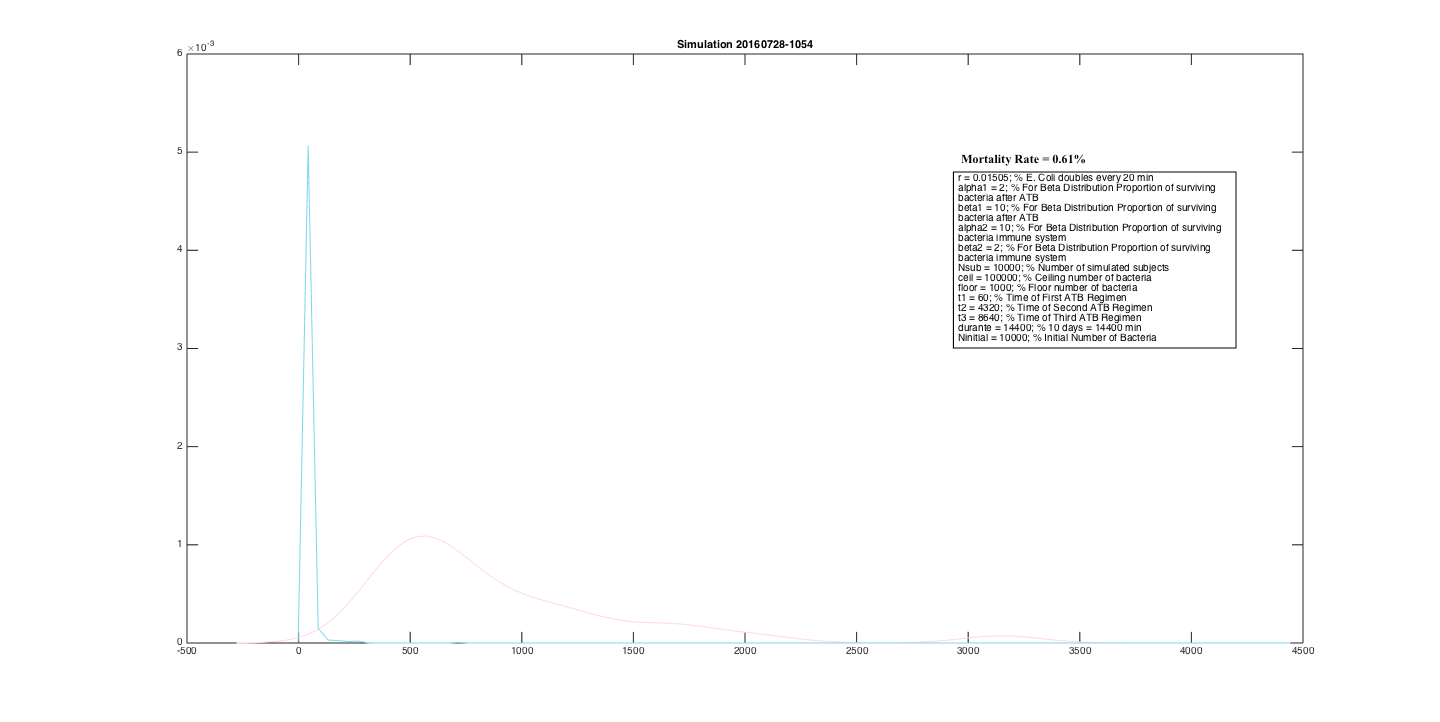 Simulation 20160728-1054
×10⁻³
6
5
4
3
2
1
0
Mortality Rate = 0.61%
r = 0.01505; % E. Coli doubles every 20 min
alpha1 = 2; % For Beta Distribution Proportion of surviving
bacteria after ATB
beta1 = 10; % For Beta Distribution Proportion of surviving
bacteria after ATB
alpha2 = 10; % For Beta Distribution Proportion of surviving
bacteria immune system
beta2 = 2; % For Beta Distribution Proportion of surviving
bacteria immune system
Nsub = 10000; % Number of simulated subjects
ceil = 100000; % Ceiling number of bacteria
floor = 1000; % Floor number of bacteria
t1 = 60; % Time of First ATB Regimen
t2 = 4320; % Time of Second ATB Regimen
t3 = 8640; % Time of Third ATB Regimen
durante = 14400; % 10 days = 14400 min
Ninitial = 10000; % Initial Number of Bacteria
-500 0 500 1000 1500 2000 2500 3000 3500 4000 4500